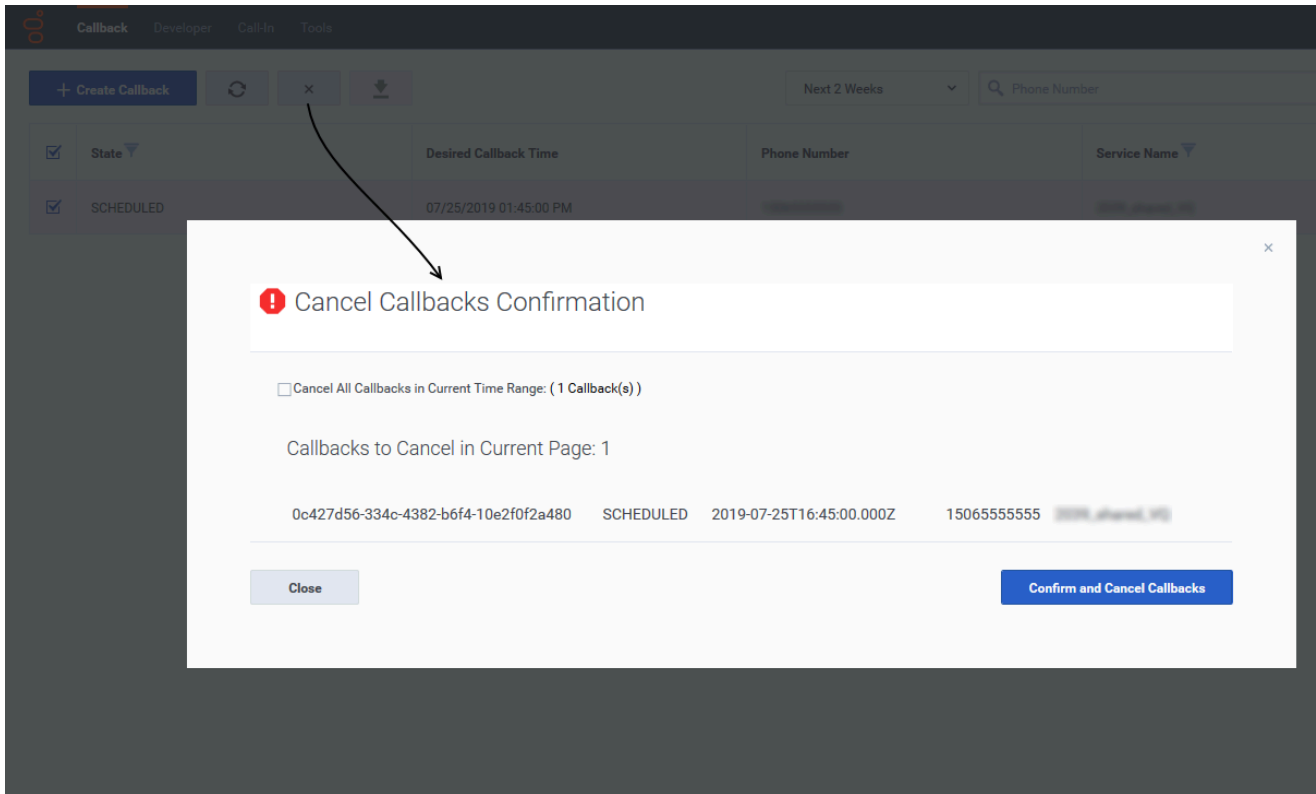 Callback Developer Call-In Tools
+ Create Callback Next 2 Weeks Phone Number
State Desired Callback Time Phone Number Service Name
SCHEDULED 07/25/2019 01:45:00 PM
Cancel Callbacks Confirmation
Cancel All Callbacks in Current Time Range: ( 1 Callback(s) )
Callbacks to Cancel in Current Page: 1
0c427d56-334c-4382-b6f4-10e2f0f2a480 SCHEDULED 2019-07-25T16:45:00.000Z 15065555555
Close Confirm and Cancel Callbacks